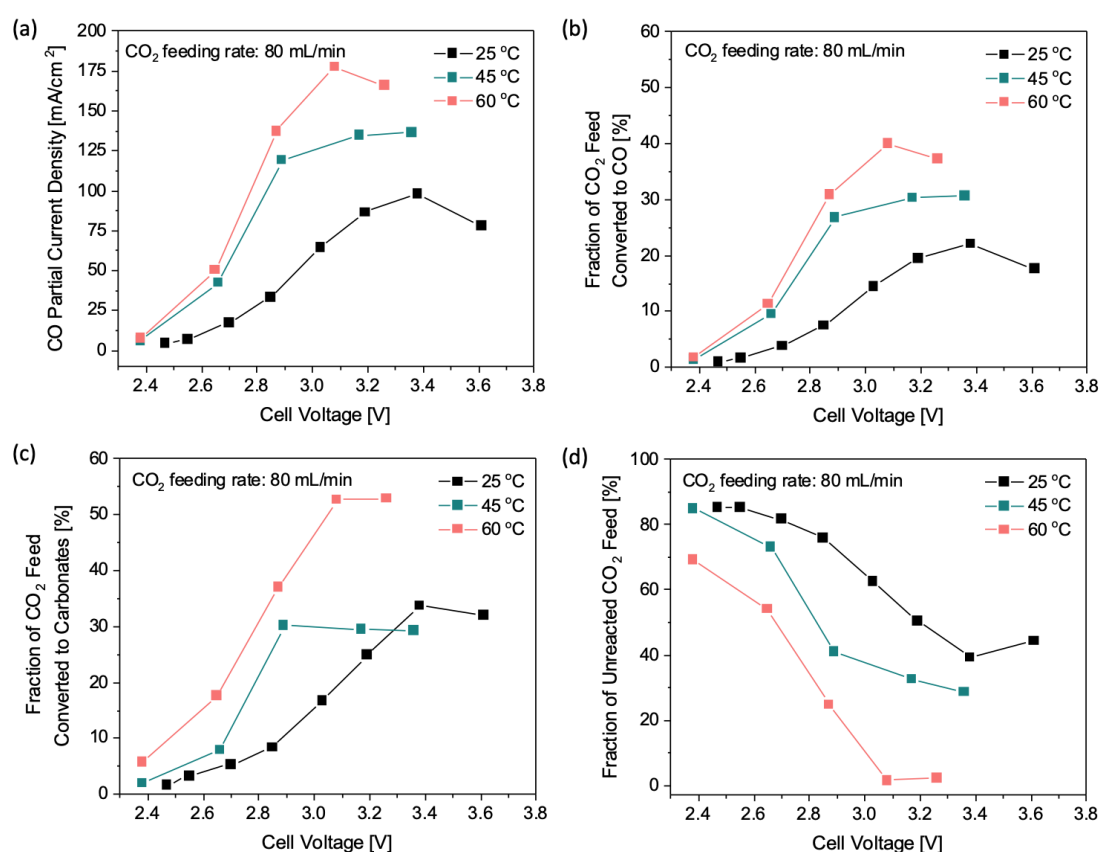 (a)
CO₂ feeding rate: 80 mL/min
25 °C
45 °C
60 °C
CO Partial Current Density [mA/cm²]
200
175
150
125
100
75
50
25
0
2.4 2.6 2.8 3.0 3.2 3.4 3.6 3.8
Cell Voltage [V]
(b)
CO₂ feeding rate: 80 mL/min
25 °C
45 °C
60 °C
Fraction of CO₂ Feed
Converted to CO [%]
60
50
40
30
20
10
0
2.4 2.6 2.8 3.0 3.2 3.4 3.6 3.8
Cell Voltage [V]
(c)
CO₂ feeding rate: 80 mL/min
25 °C
45 °C
60 °C
Fraction of CO₂ Feed
Converted to Carbonates [%]
60
50
40
30
20
10
0
2.4 2.6 2.8 3.0 3.2 3.4 3.6 3.8
Cell Voltage [V]
(d)
CO₂ feeding rate: 80 mL/min
25 °C
45 °C
60 °C
Fraction of Unreacted CO₂ Feed [%]
100
80
60
40
20
0
2.4 2.6 2.8 3.0 3.2 3.4 3.6 3.8
Cell Voltage [V]